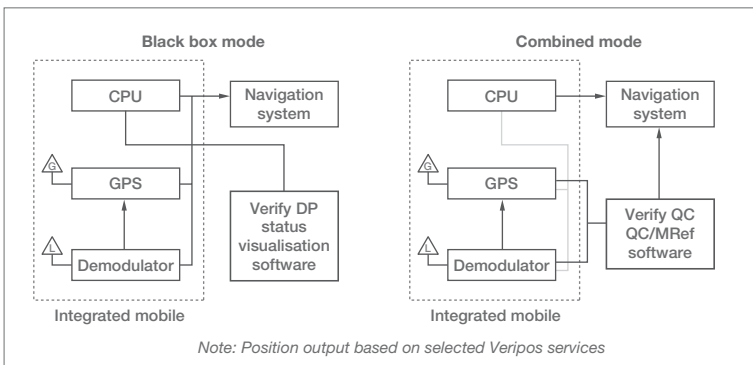 Black box mode
CPU
Navigation
system
G
GPS
Verify DP
status
visualisation
software
L
Demodulator
Integrated mobile
Combined mode
CPU
Navigation
system
G
GPS
Verify QC
QC/MRef
software
L
Demodulator
Integrated mobile
Note: Position output based on selected Veripos services